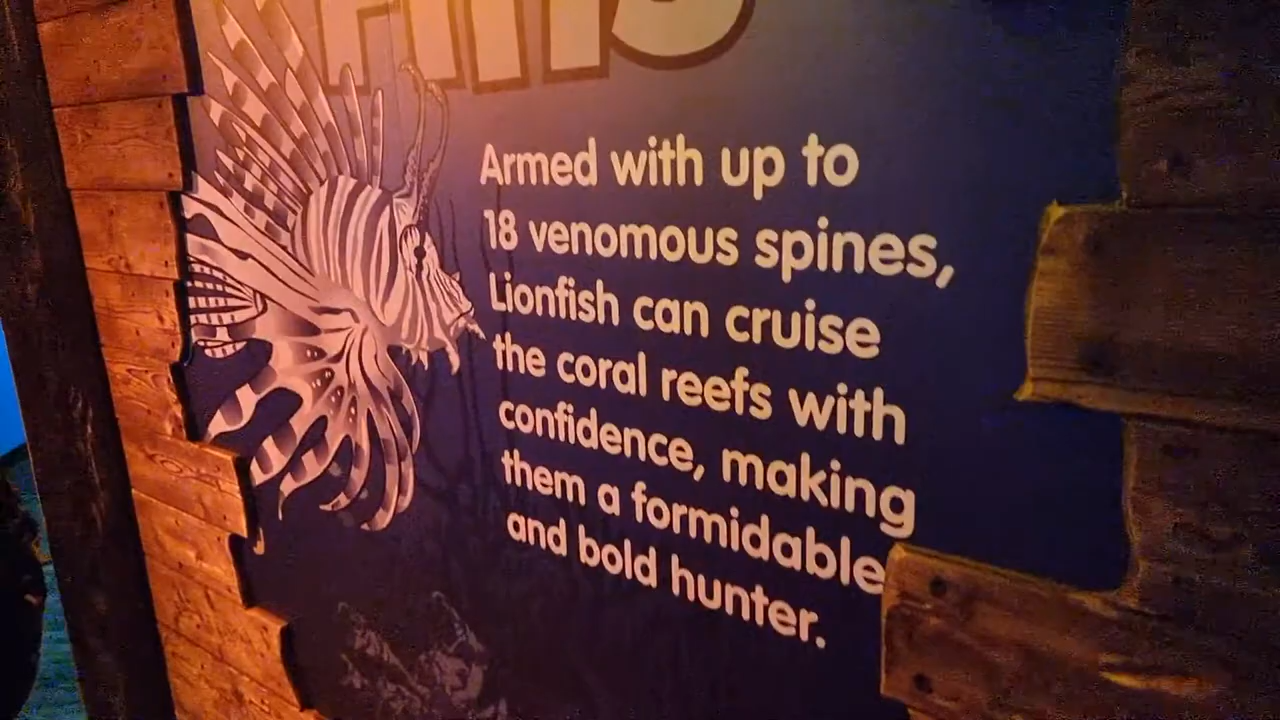 Armed with up to
18 venomous spines,
Lionfish can cruise
the coral reefs with
confidence, making
them a formidable
and bold hunter.